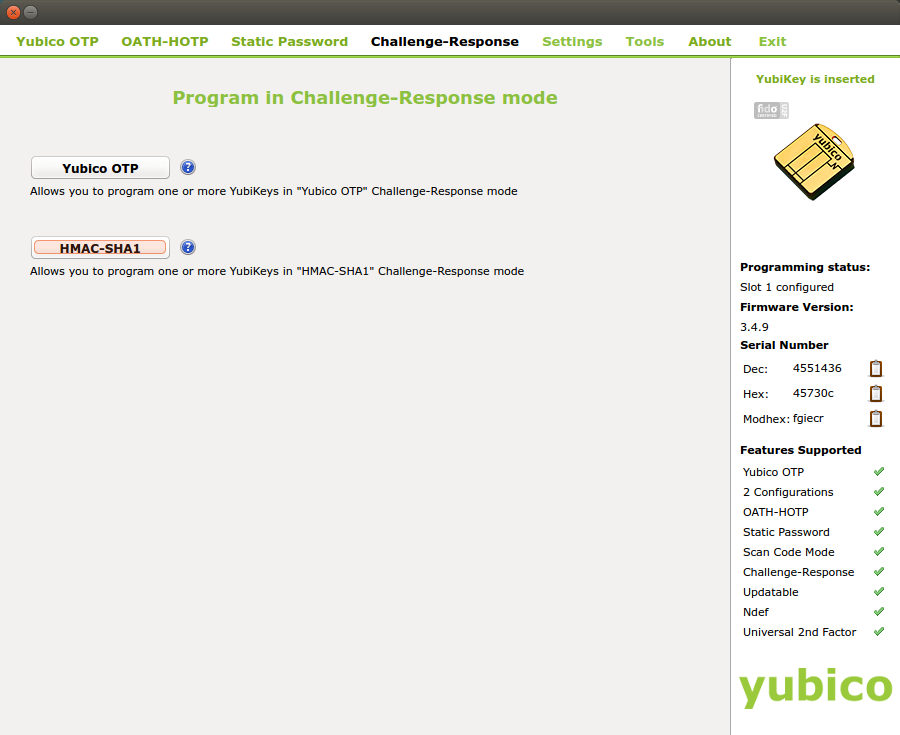 Yubico OTP OATH-HOTP Static Password Challenge-Response Settings Tools About Exit
Program in Challenge-Response mode
Yubico OTP
Allows you to program one or more YubiKeys in "Yubico OTP" Challenge-Response mode
HMAC-SHA1
Allows you to program one or more YubiKeys in "HMAC-SHA1" Challenge-Response mode
YubiKey is inserted
fido
yubico
N
Programming status:
Slot 1 configured
Firmware Version:
3.4.9
Serial Number
Dec: 4551436
Hex: 45730c
Modhex: fgiecr
Features Supported
Yubico OTP
2 Configurations
OATH-HOTP
Static Password
Scan Code Mode
Challenge-Response
Updatable
Ndef
Universal 2nd Factor
yubico